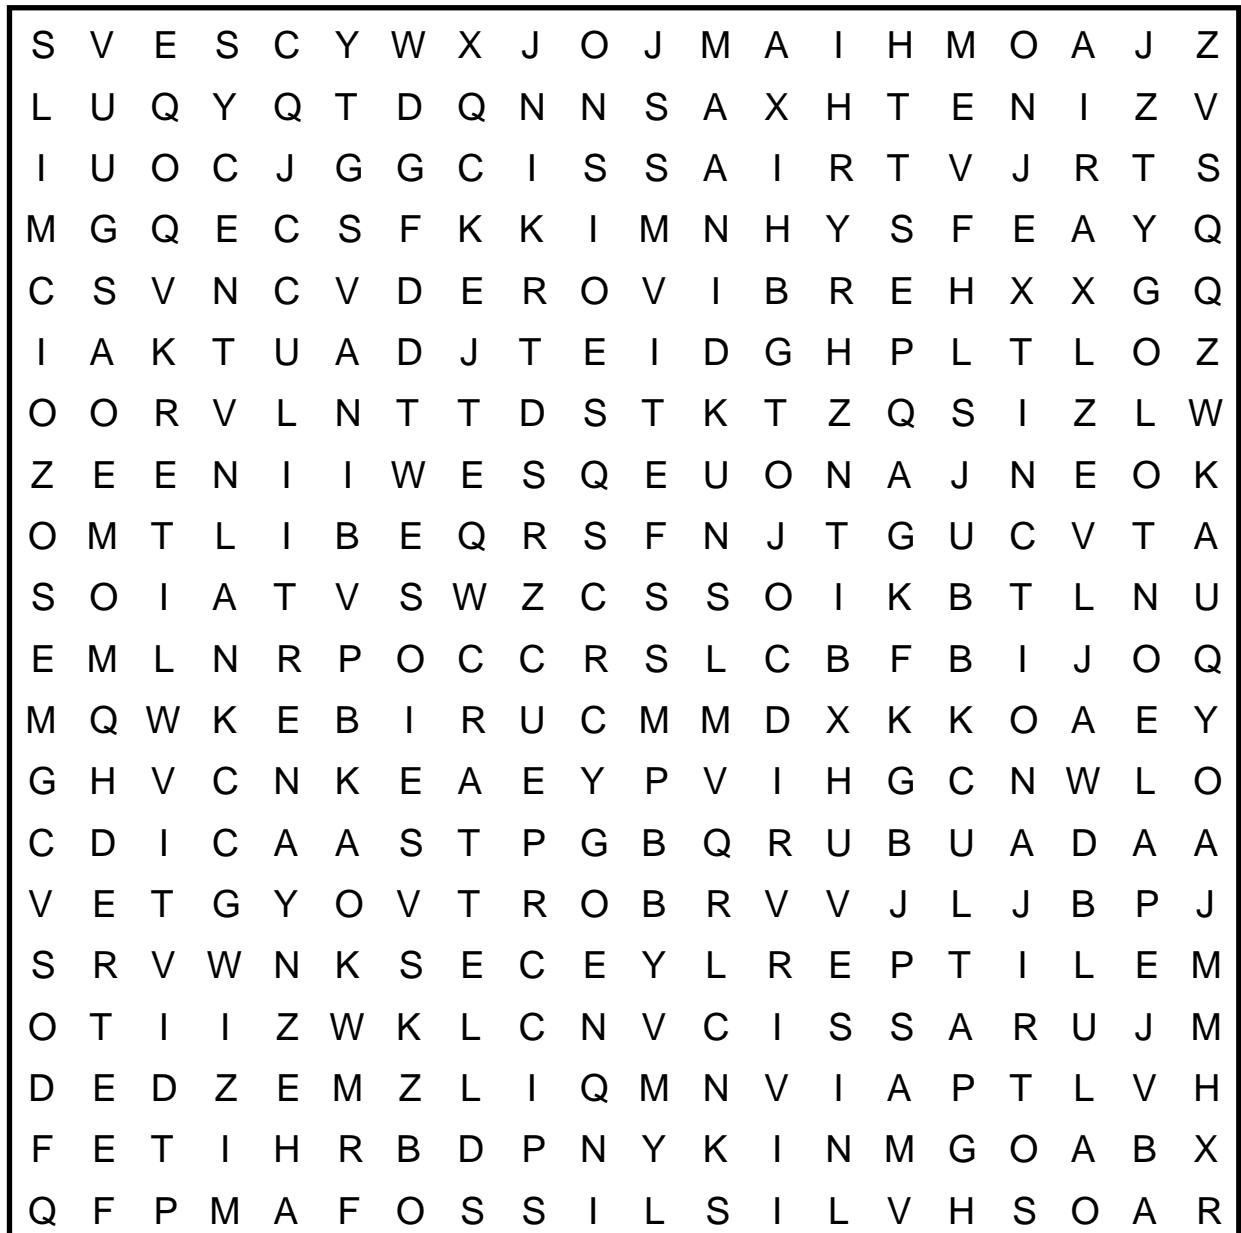 S V E S C Y W X J O J M A I H M O A J Z
L U Q Y Q T D Q N N S A X H T E N I Z V
I U O C J G G C I S S A I R T V J R T S
M G Q E C S F K K I M N H Y S F E A Y Q
C S V N C V D E R O V I B R E H X X G Q
I A K T U A D J T E I D G H P L T L O Z
O O R V L N T T D S T K T Z Q S I Z L W
Z E E N I I W E S Q E U O N A J N E O K
O M T L I B E Q R S F N J T G U C V T A
S O I A T V S W Z C S S O I K B T L N U
E M L N R P O C C R S L C B F B I J O Q
M Q W K E B I R U C M M D X K K O A E Y
G H V C N K E A E Y P V I H G C N W L O
C D I C A A S T P G B Q R U B U A D A A
V E T G Y O V T R O B R V V J L J B P J
S R V W N K S E C E Y L R E P T I L E M
O T I I Z W K L C N V C I S S A R U J M
D E D Z E M Z L I Q M N V I A P T L V H
F E T I H R B D P N Y K I N M G O A B X
Q F P M A F O S S I L S I L V H S O A R